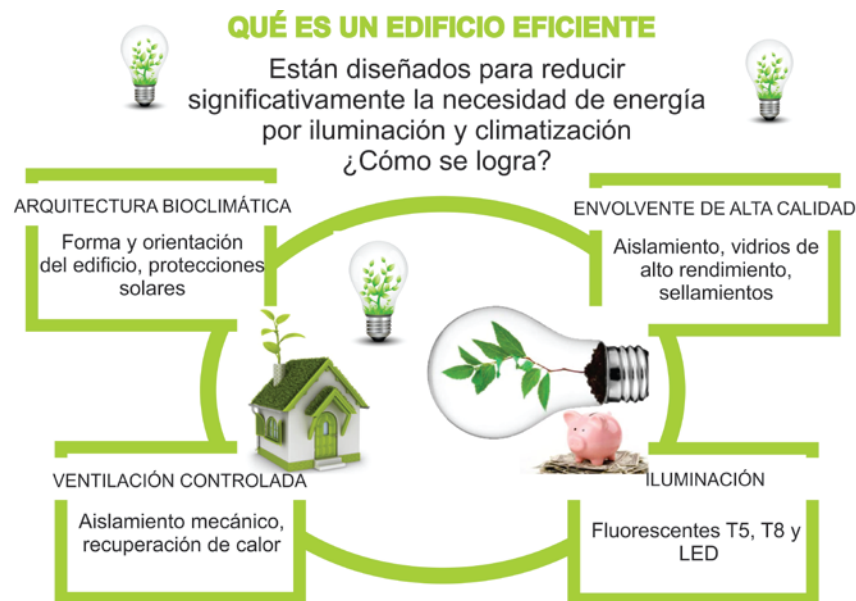 QUÉ ES UN EDIFICIO EFICIENTE
Están diseñados para reducir
significativamente la necesidad de energía
por iluminación y climatización
¿Cómo se logra?
ARQUITECTURA BIOCLIMÁTICA
Forma y orientación
del edificio, protecciones
solares
ENVOLVENTE DE ALTA CALIDAD
Aislamiento, vidrios de
alto rendimiento,
sellamientos
VENTILACIÓN CONTROLADA
Aislamiento mecánico,
recuperación de calor
ILUMINACIÓN
Fluorescentes T5, T8 y
LED